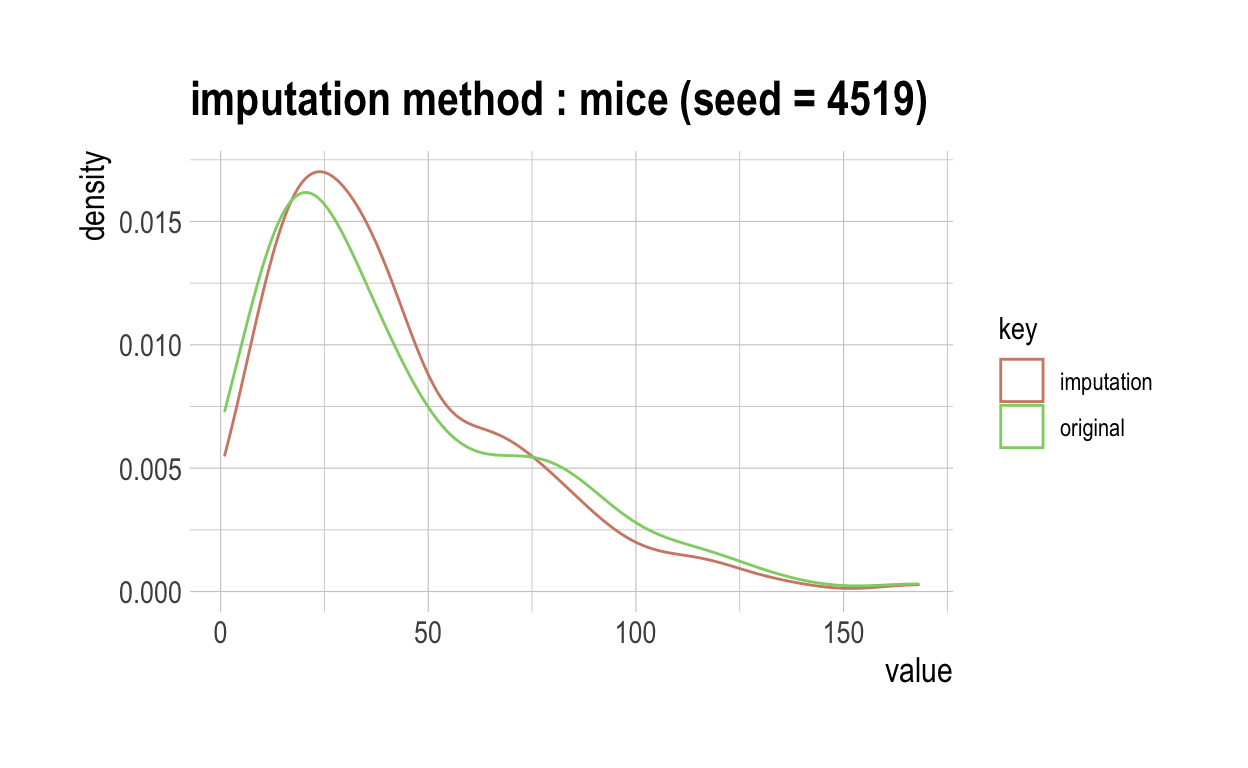 imputation method : mice (seed = 4519)
density
0.015
0.010
0.005
0.000
0 50 100 150
value
key
imputation
original